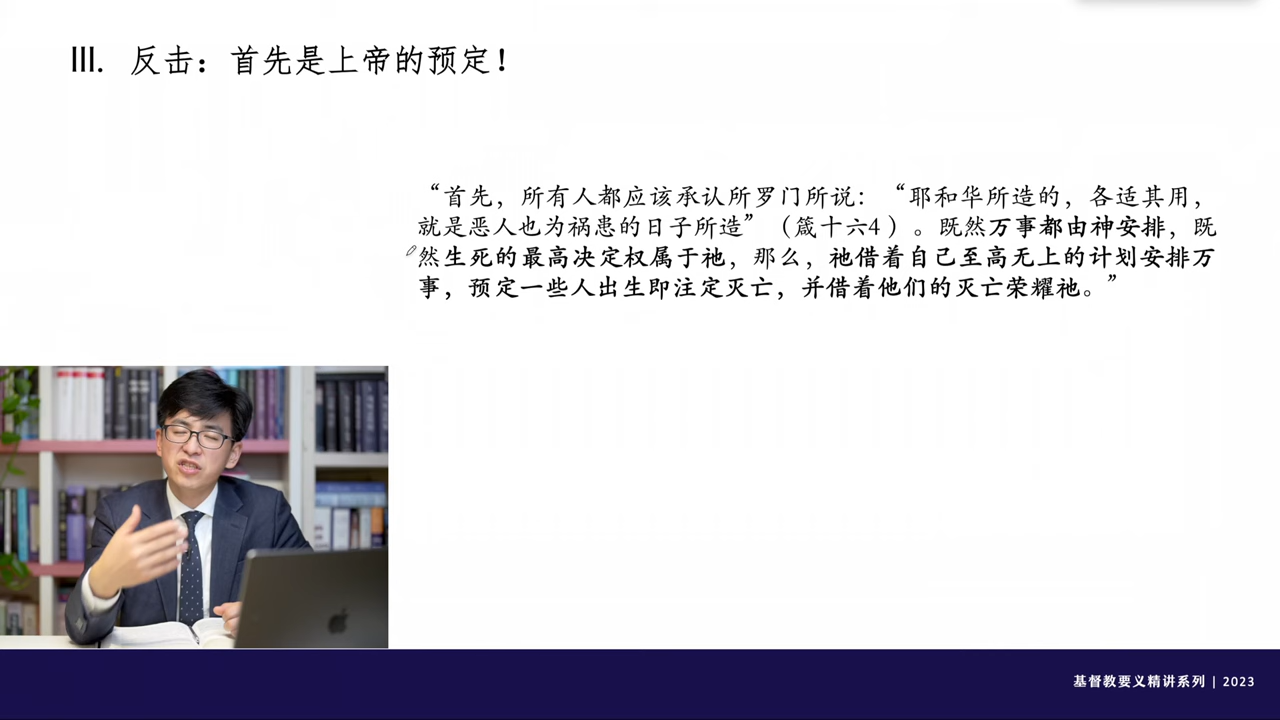 III. 反击：首先是上帝的预定！
“首先，所有人都应该承认所罗门所说：“耶和华所造的，各适其用，
就是恶人也为祸患的日子所造”（箴十六4）。既然万事都由神安排，既
然生死的最高决定权属于祂，那么，祂借着自己至高无上的计划安排万
事，预定一些人出生即注定灭亡，并借着他们的灭亡荣耀祂。”
基督教要义精讲系列 | 2023